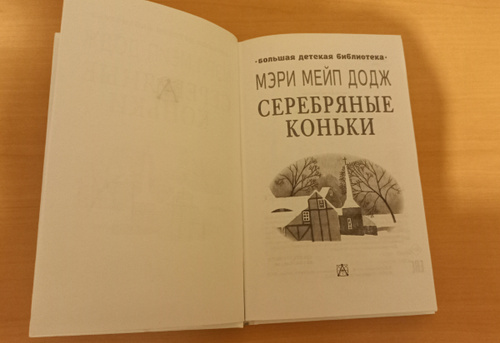 •БОЛЬШАЯ ДЕТСКАЯ БИБЛИОТЕКА•
МЭРИ МЕЙП ДОДЖ
СЕРЕБРЯНЫЕ
КОНЬКИ